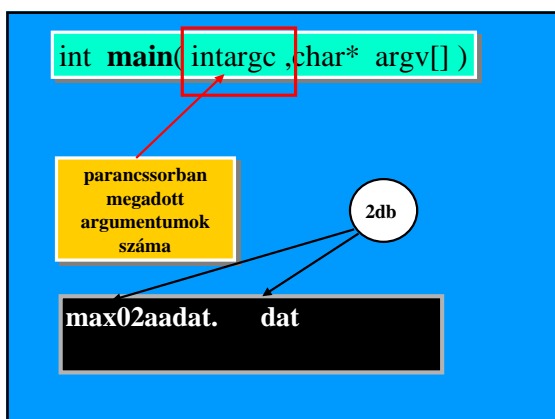 int main( intargc ,char* argv[] )
parancssorban
megadott
argumentumok
száma
2db
max02aadat. dat